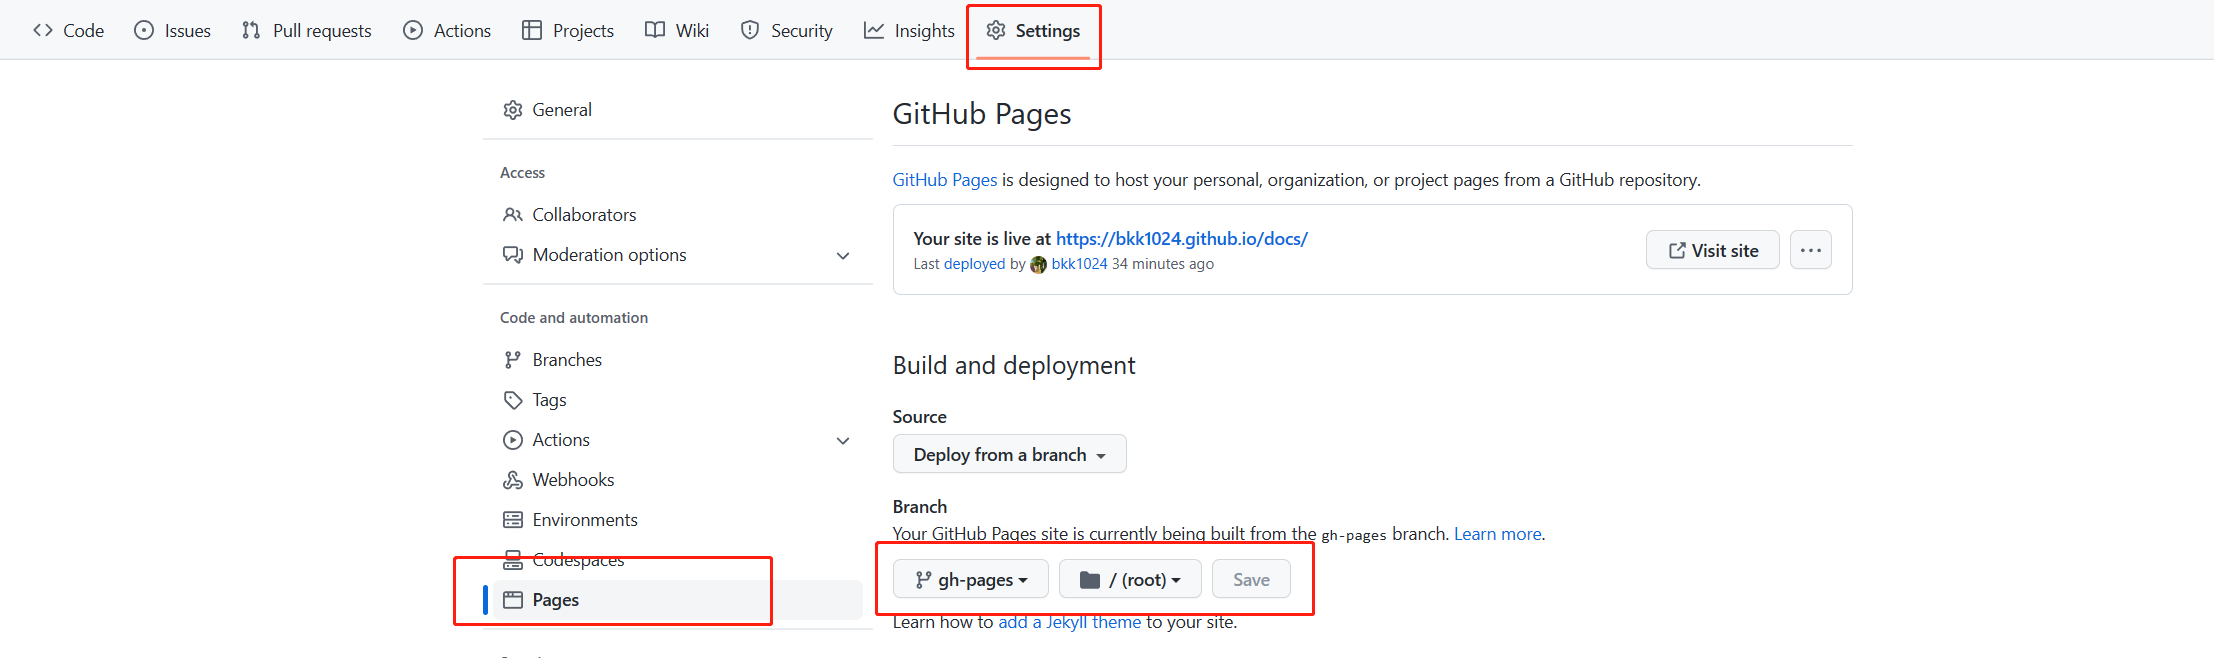 Code Issues Pull requests Actions Projects Wiki Security Insights Settings
General
Access
Collaborators
Moderation options
Code and automation
Branches
Tags
Actions
Webhooks
Environments
Codespaces
Pages
GitHub Pages
GitHub Pages is designed to host your personal, organization, or project pages from a GitHub repository.
Your site is live at https://bkk1024.github.io/docs/
Last deployed by bkk1024 34 minutes ago
Visit site
Build and deployment
Source
Deploy from a branch
Branch
Your GitHub Pages site is currently being built from the gh-pages branch. Learn more.
gh-pages / (root) Save
Learn how to add a Jekyll theme to your site.